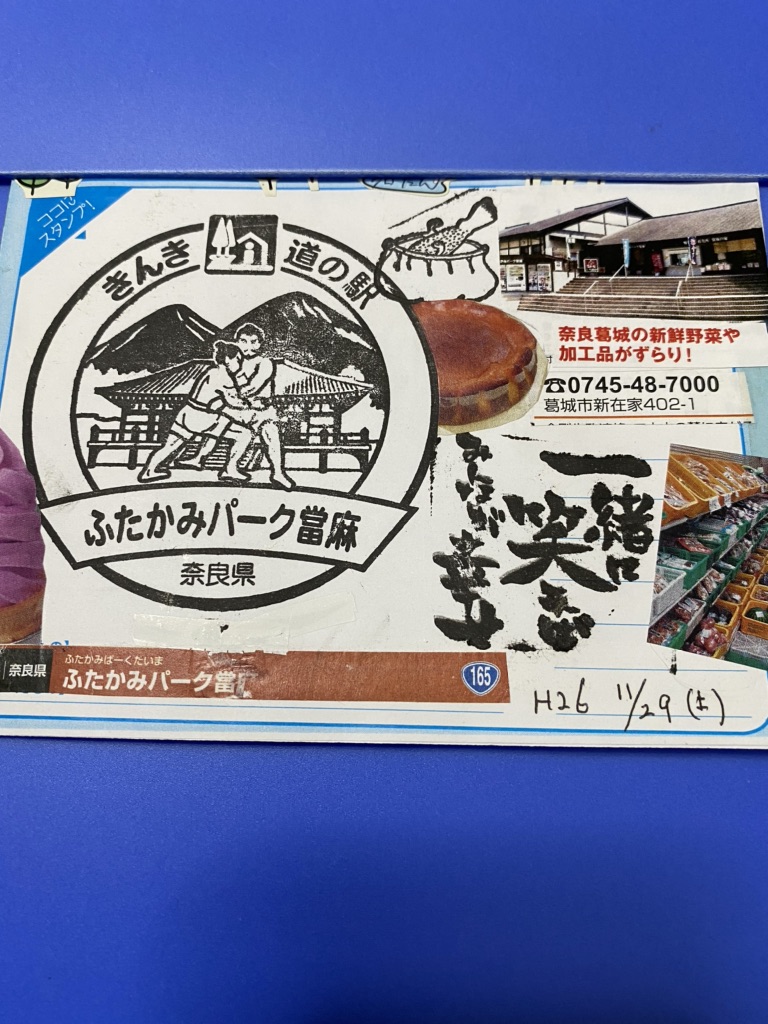 ココに
スタンプ!
きんき 道の駅
ふたかみパーク當麻
奈良県
奈良葛城の新鮮野菜や
加工品がずらり!
☎0745-48-7000
葛城市新在家402-1
一緒に
笑えば
みんな
幸せ
奈良県
ふたかみぱーくたいま
ふたかみパーク當麻
165
H26 11/29(土)